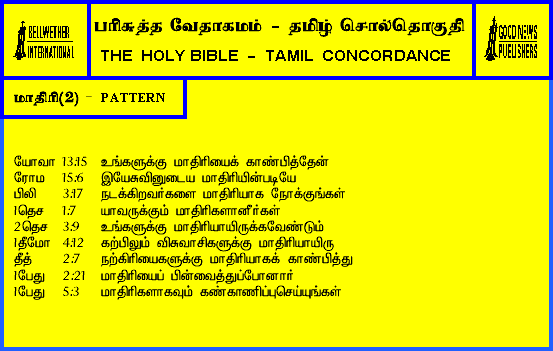 BELLWETHER
INTERNATIONAL
பரிசுத்த வேதாகமம் - தமிழ் சொல்தொகுதி
THE HOLY BIBLE - TAMIL CONCORDANCE
GOOD NEWS
PUBLISHERS
மாதிரி(2) - PATTERN
யோவா 13:15 உங்களுக்கு மாதிரியைக் காண்பித்தேன்
ரோம 15:6 இயேசுவினுடைய மாதிரியின்படியே
பிலி 3:17 நடக்கிறவர்களை மாதிரியாக நோக்குங்கள்
1தெச 1:7 யாவருக்கும் மாதிரிகளானீர்கள்
2தெச 3:9 உங்களுக்கு மாதிரியாயிருக்கவேண்டும்
1தீமோ 4:12 கற்பிலும் விசுவாசிகளுக்கு மாதிரியாயிரு
தீத் 2:7 நற்கிரியைகளுக்கு மாதிரியாகக் காண்பித்து
1பேது 2:21 மாதிரியைப் பின்வைத்துப்போனார்
1பேது 5:3 மாதிரிகளாகவும் கண்காணிப்புசெய்யுங்கள்